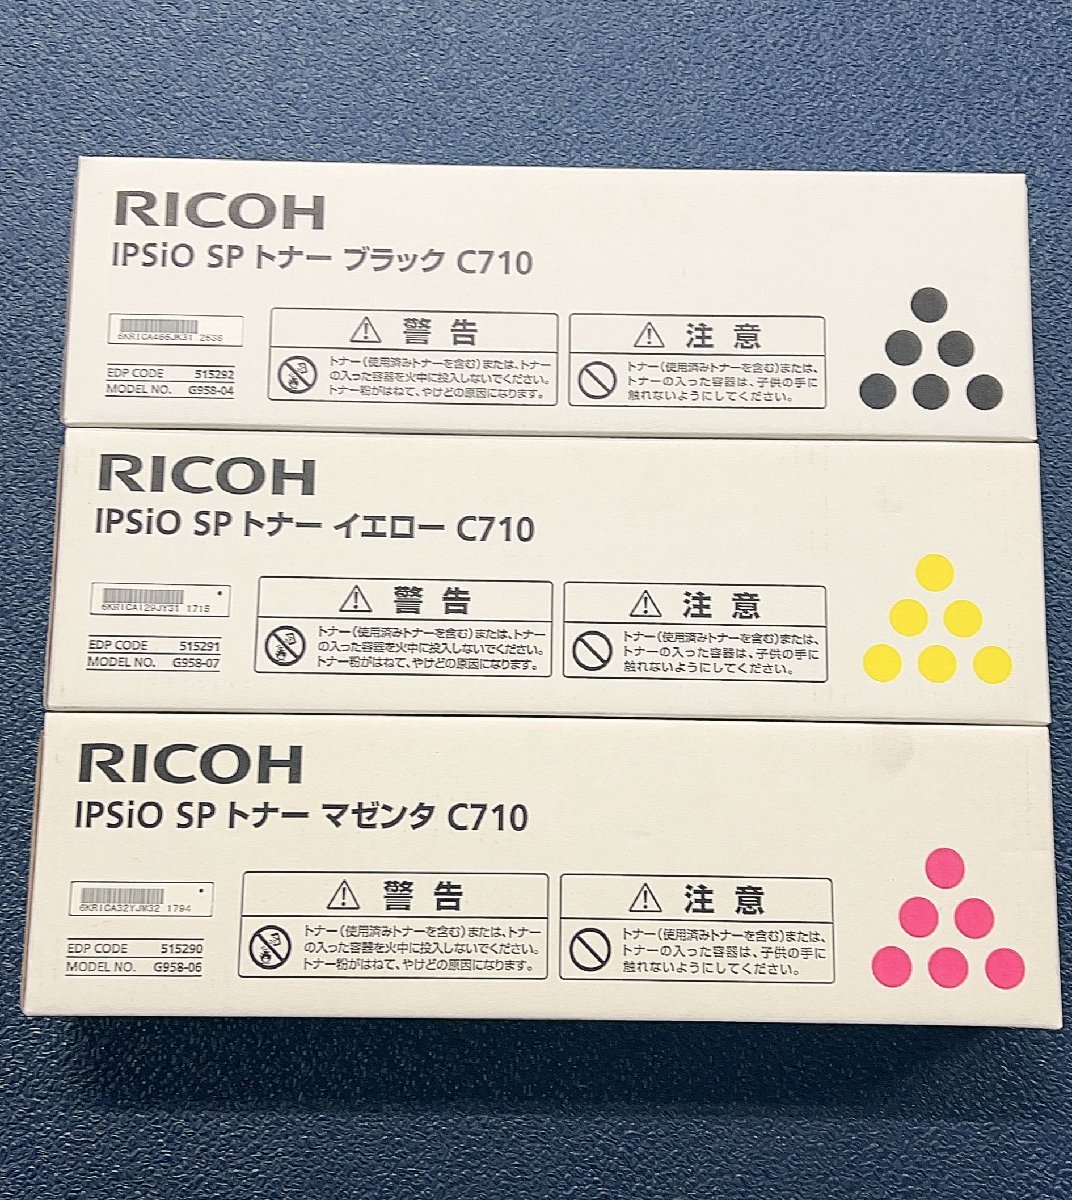 RICOH
IPSiO SP トナー ブラック C710
6KRICA466JK31 2638
EDP CODE 515292
MODEL NO. G958-04
警告
トナー(使用済みトナーを含む)または、トナー
の入った容器を火中に投入しないでください。
トナー粉がはねて、やけどの原因になります。
注意
トナー(使用済みトナーを含む)または、
トナーの入った容器は、子供の手に
触れないようにしてください。
RICOH
IPSiO SP トナー イエロー C710
6KRICA129JY31 1718
EDP CODE 515291
MODEL NO. G958-07
警告
トナー(使用済みトナーを含む)または、トナー
の入った容器を火中に投入しないでください。
トナー粉がはねて、やけどの原因になります。
注意
トナー(使用済みトナーを含む)または、
トナーの入った容器は、子供の手に
触れないようにしてください。
RICOH
IPSiO SP トナー マゼンタ C710
6KRICA32YJM32 1794
EDP CODE 515290
MODEL NO. G958-06
警告
トナー(使用済みトナーを含む)または、トナー
の入った容器を火中に投入しないでください。
トナー粉がはねて、やけどの原因になります。
注意
トナー(使用済みトナーを含む)または、
トナーの入った容器は、子供の手に
触れないようにしてください。